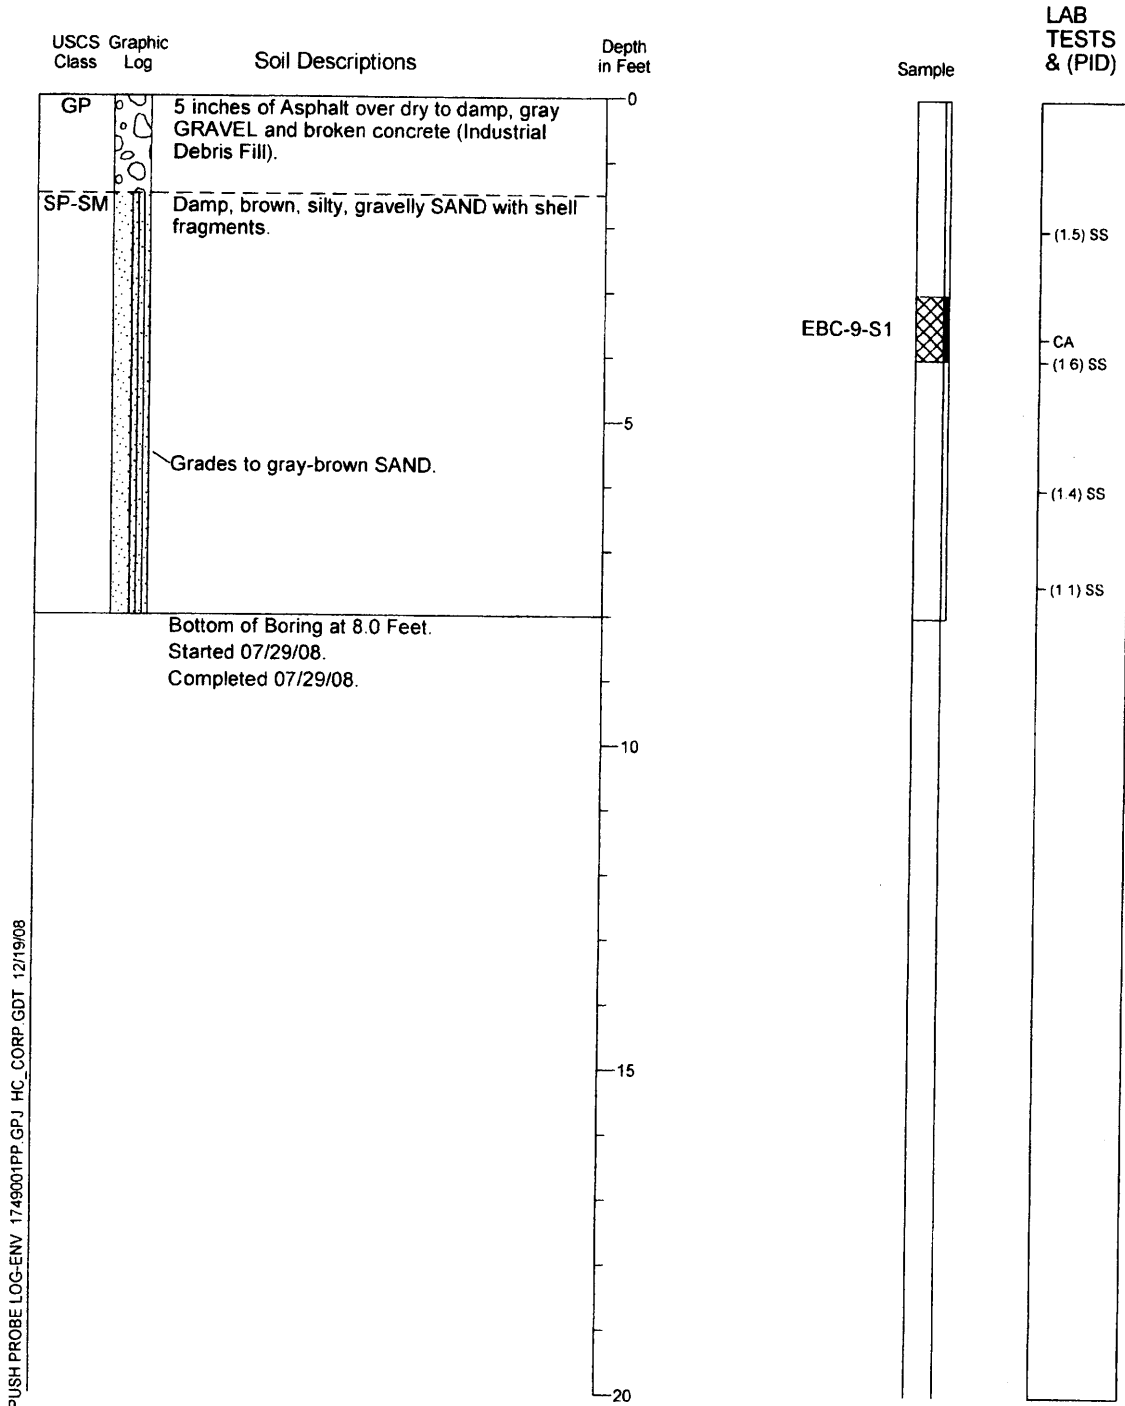 USCS Graphic
Class Log
Soil Descriptions
Depth
in Feet
Sample
LAB
TESTS
& (PID)
GP
5 inches of Asphalt over dry to damp, gray
GRAVEL and broken concrete (Industrial
Debris Fill).
0
SP-SM
Damp, brown, silty, gravelly SAND with shell
fragments.
(1.5) SS
EBC-9-S1
CA
(1 6) SS
5
Grades to gray-brown SAND.
(1.4) SS
(1 1) SS
Bottom of Boring at 8.0 Feet.
Started 07/29/08.
Completed 07/29/08.
10
15
20
PUSH PROBE LOG-ENV 1749001PP.GPJ HC_CORP.GDT 12/19/08